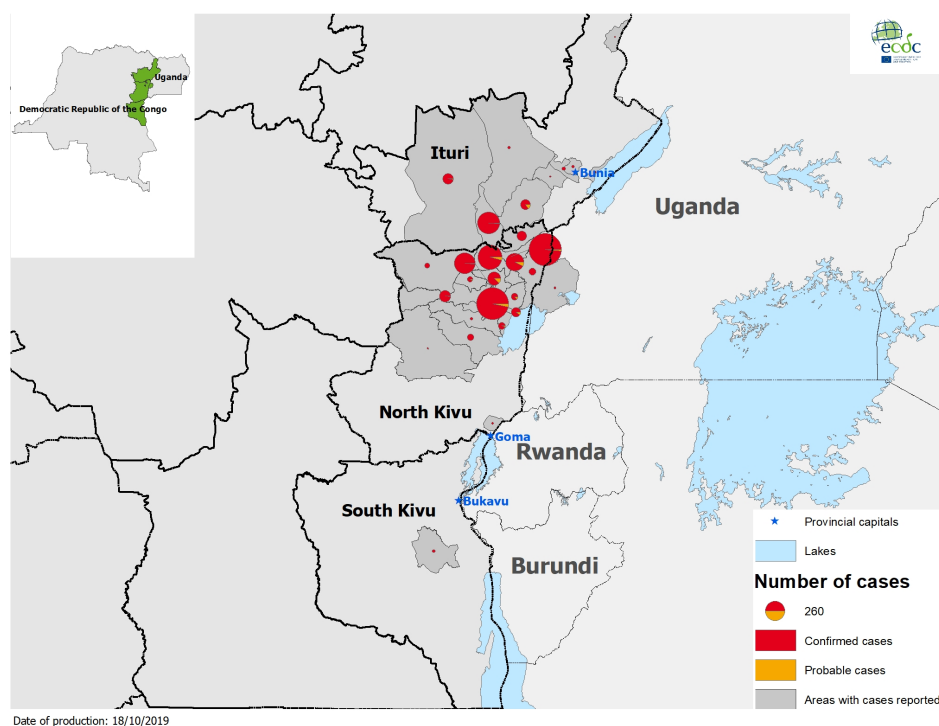 ecdc
Uganda
Democratic Republic of the Congo
Ituri
Bunia
Uganda
North Kivu
Goma
Rwanda
South Kivu
Bukavu
Burundi
Provincial capitals
Lakes
Number of cases
260
Confirmed cases
Probable cases
Areas with cases reported
Date of production: 18/10/2019